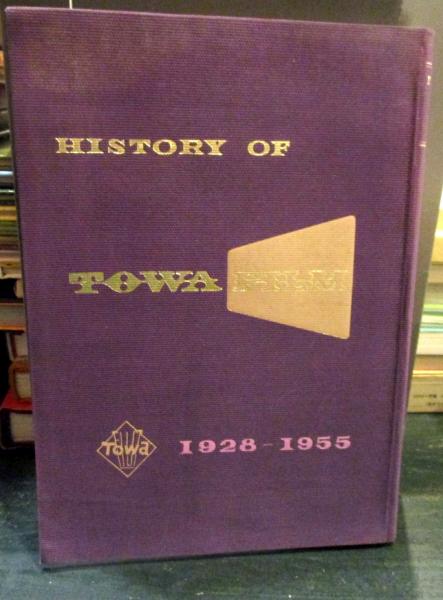 HISTORY OF
TOWA FILM
Towa
1928-1955